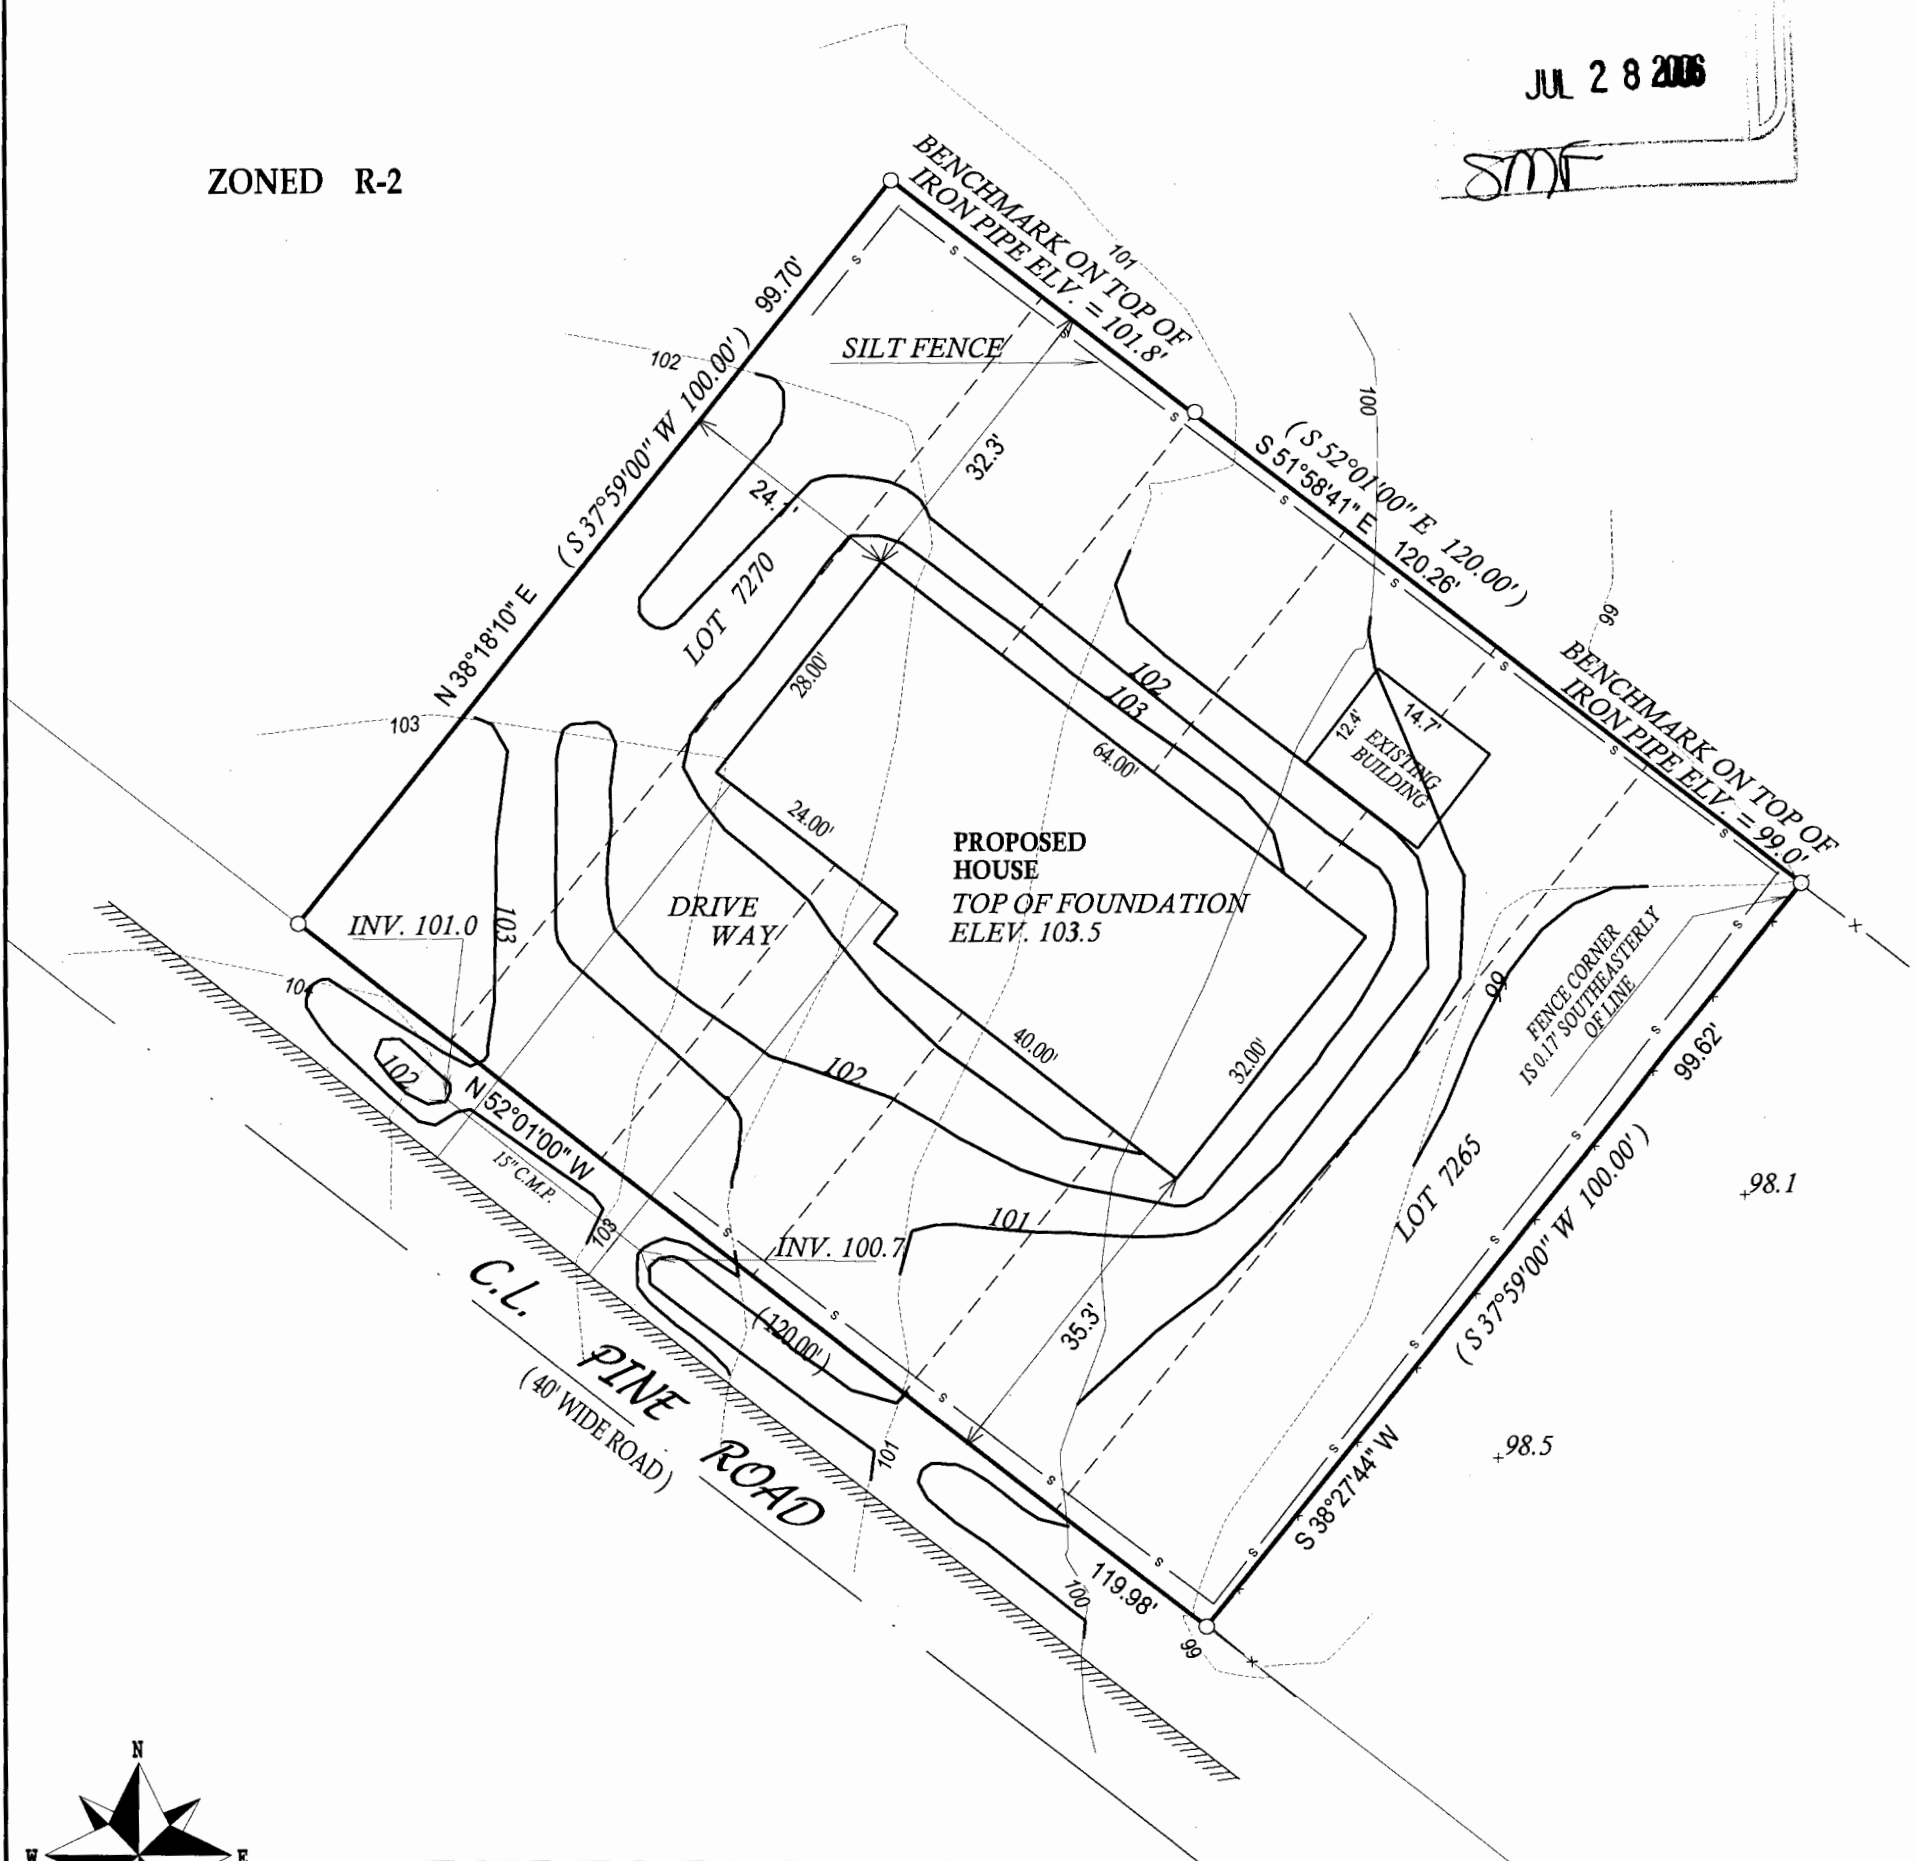 JUL 2 8 2006
SMF
ZONED R-2
BENCHMARK ON TOP OF
IRON PIPE ELV. = 101.8'
101
99.70'
N 38°18'10" E
( S 37°59'00" W 100.00' )
102
SILT FENCE
32.3'
100
( S 52°01'00" E 120.00' )
S 51°58'41" E 120.26'
99
BENCHMARK ON TOP OF
IRON PIPE ELV. = 99.0'
LOT 7270
28.00'
102
103
64.00'
12.4'
14.7'
EXISTING
BUILDING
103
24.00'
PROPOSED
HOUSE
TOP OF FOUNDATION
ELEV. 103.5
DRIVE
WAY
INV. 101.0
103
104
102
FENCE CORNER
IS 0.17' SOUTHEASTERLY
OF LINE
99
99.62'
40.00'
32.00'
102
N 52°01'00" W
15" C.M.P.
103
INV. 100.7
101
LOT 7265
98.1
( S 37°59'00" W 100.00' )
C.L. PINE ROAD
( 40' WIDE ROAD )
( 120.00' )
35.3'
101
98.5
S 38°27'44" W
100
119.98'
99
N
W
E
S